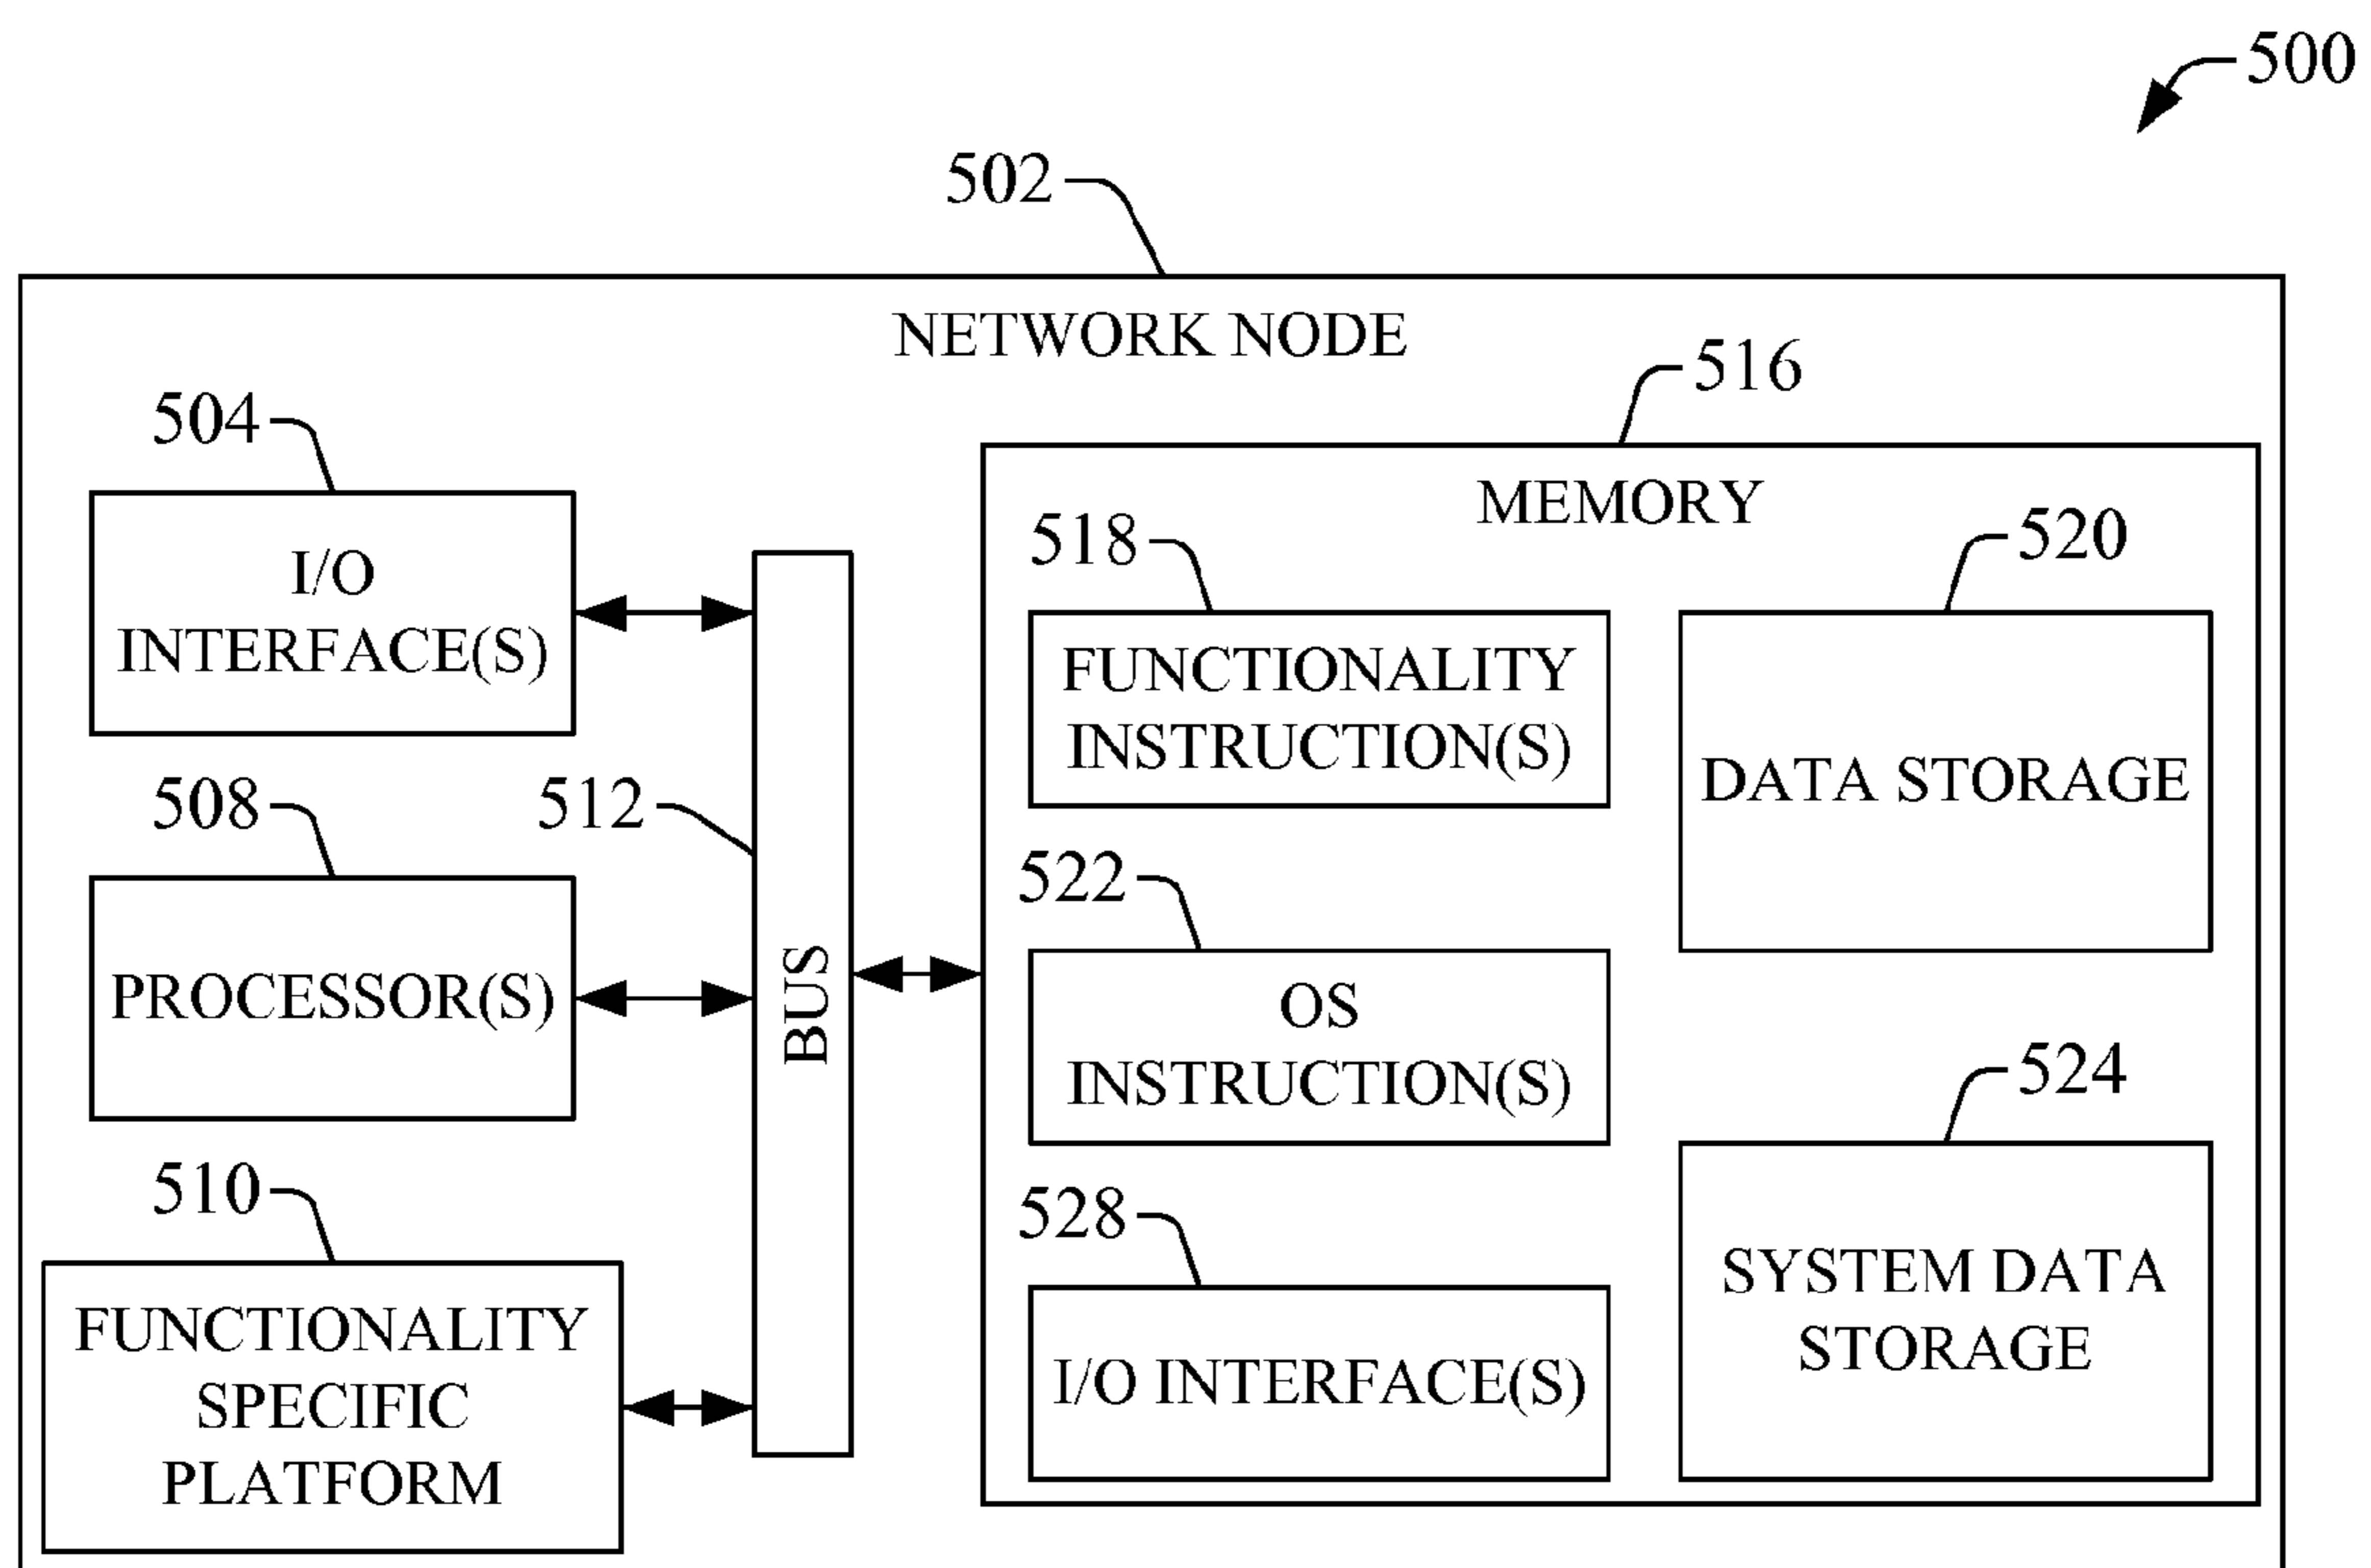 500
502
NETWORK NODE
516
504
MEMORY
518
520
I/O
INTERFACE(S)
FUNCTIONALITY
INSTRUCTION(S)
DATA STORAGE
508
512
522
PROCESSOR(S)
BUS
OS
INSTRUCTION(S)
524
510
528
FUNCTIONALITY
SPECIFIC
PLATFORM
I/O INTERFACE(S)
SYSTEM DATA
STORAGE